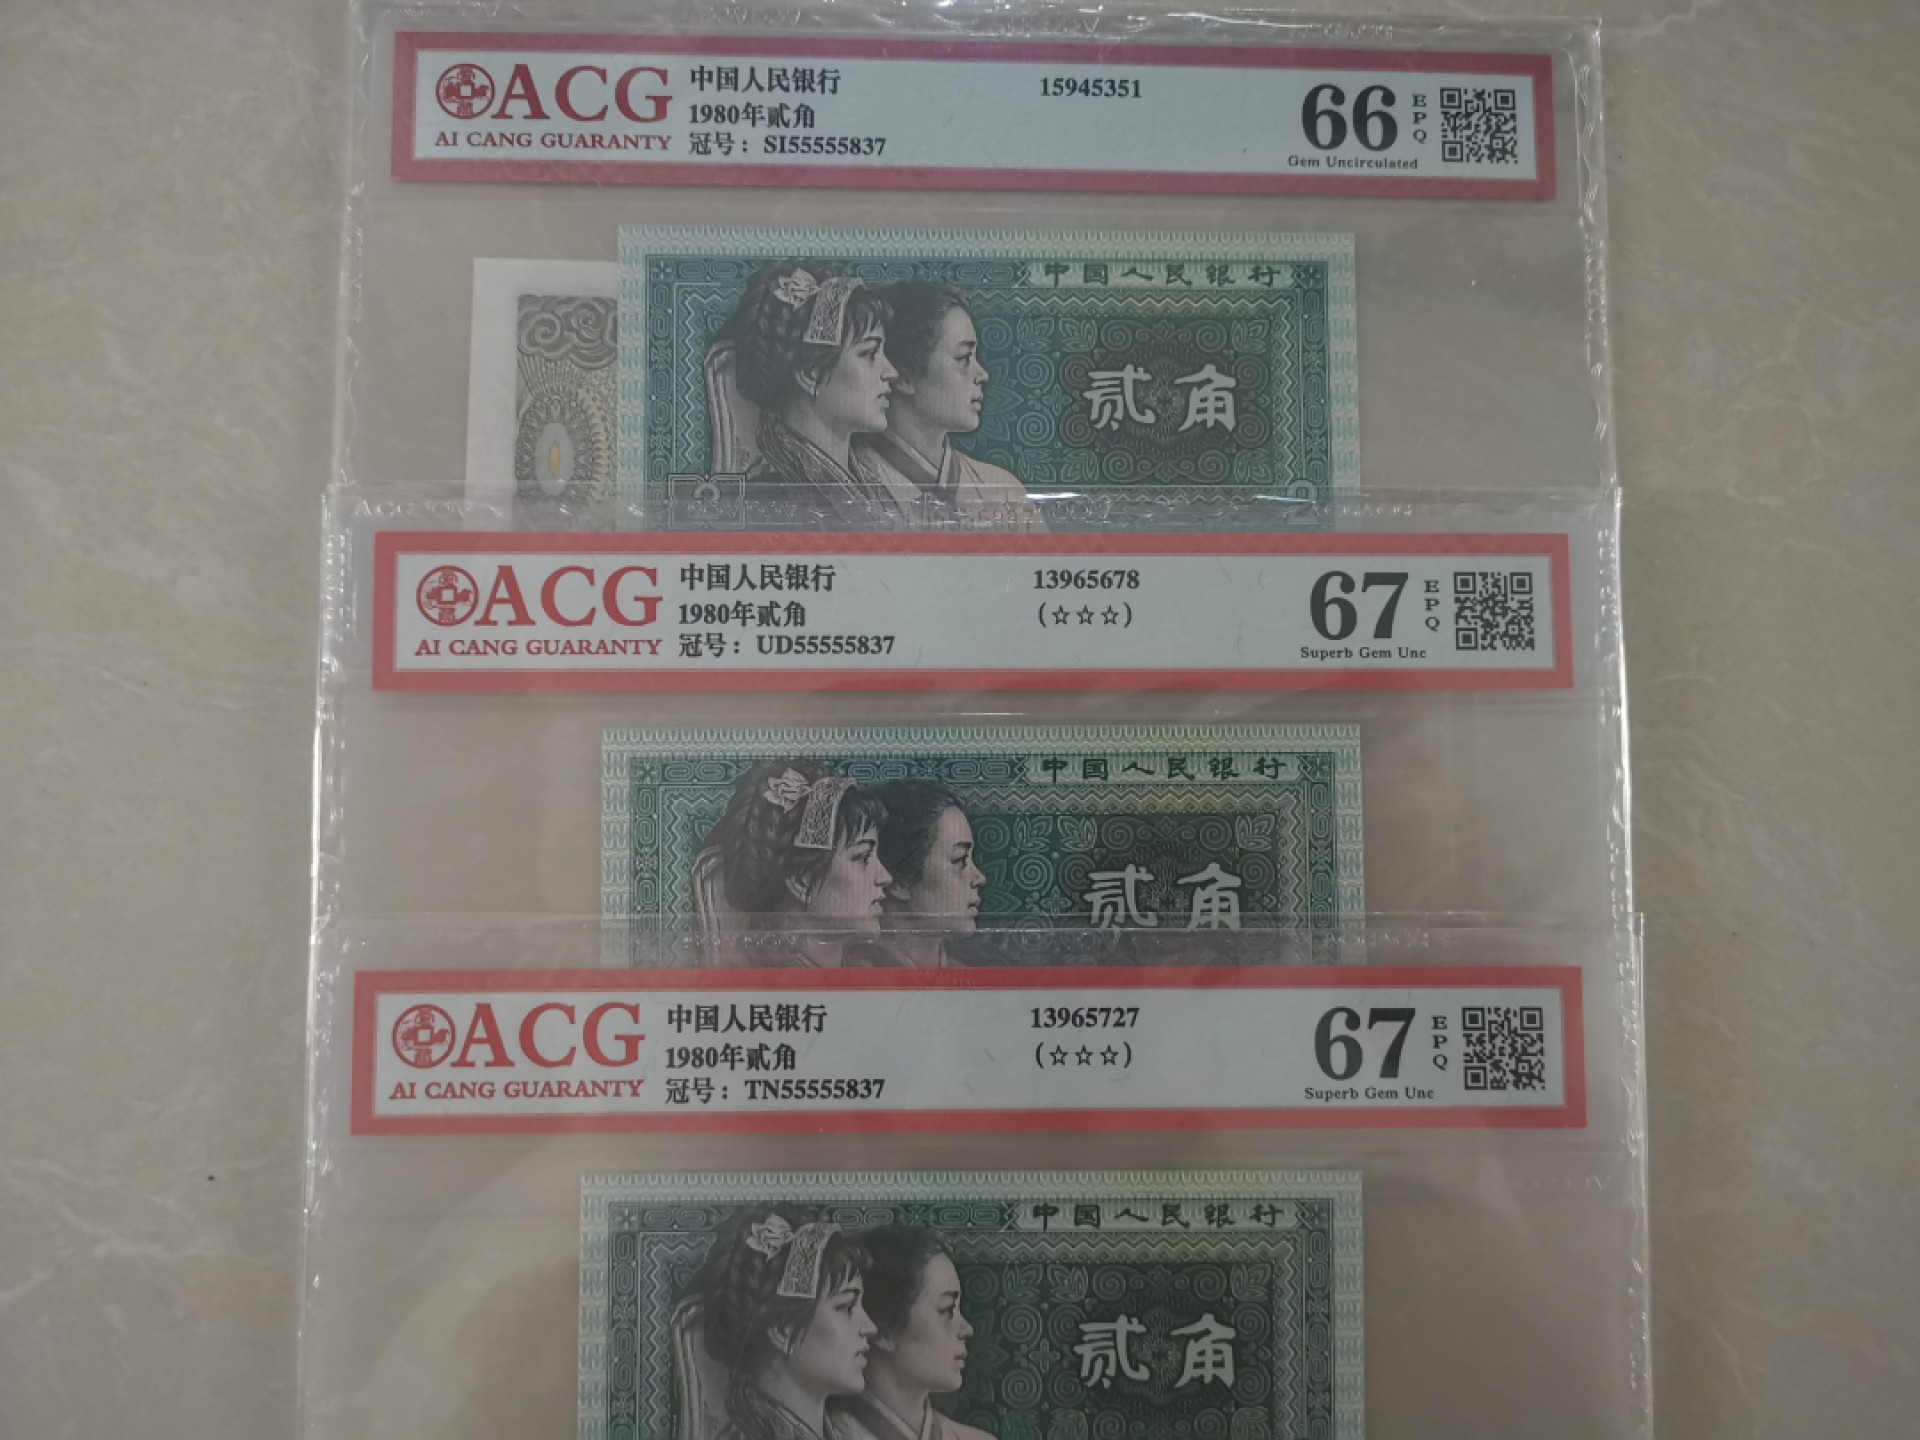 ACG
AI CANG GUARANTY
中国人民银行
1980年贰角
冠号：SI55555837
15945351
66
EPQ
Gem Uncirculated
中国人民银行
贰角
2
2
ACG
AI CANG GUARANTY
中国人民银行
1980年贰角
冠号：UD55555837
13965678
(☆☆☆)
67
EPQ
Superb Gem Unc
中国人民银行
贰角
ACG
AI CANG GUARANTY
中国人民银行
1980年贰角
冠号：TN55555837
13965727
(☆☆☆)
67
EPQ
Superb Gem Unc
中国人民银行
贰角